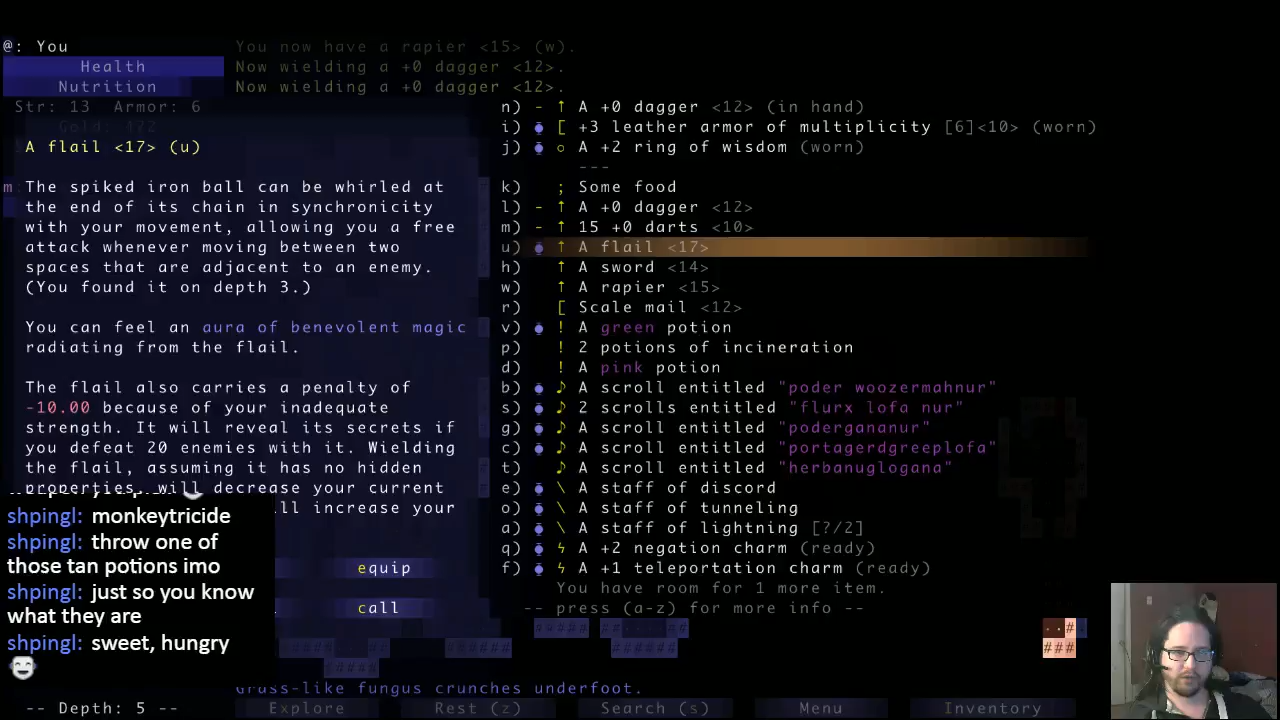 @: You
You now have a rapier <15> (w).
Health
Now wielding a +0 dagger <12>.
Nutrition
Now wielding a +0 dagger <12>.
Str: 13 Armor: 6
Gold: 472
A flail <17> (u)
The spiked iron ball can be whirled at
the end of its chain in synchronicity
with your movement, allowing you a free
attack whenever moving between two
spaces that are adjacent to an enemy.
(You found it on depth 3.)
You can feel an aura of benevolent magic
radiating from the flail.
The flail also carries a penalty of
-10.00 because of your inadequate
strength. It will reveal its secrets if
you defeat 20 enemies with it. Wielding
the flail, assuming it has no hidden
properties, will decrease your current
ll increase your
equip
call
n) - ↑ A +0 dagger <12> (in hand)
i) [ +3 leather armor of multiplicity [6]<10> (worn)
j) ○ A +2 ring of wisdom (worn)
---
k) ; Some food
l) - ↑ A +0 dagger <12>
m) - ↑ 15 +0 darts <10>
u) ↑ A flail <17>
h) ↑ A sword <14>
w) ↑ A rapier <15>
r) [ Scale mail <12>
v) ! A green potion
p) ! 2 potions of incineration
d) ! A pink potion
b) ♪ A scroll entitled "poder woozermahnur"
s) ♪ 2 scrolls entitled "flurx lofa nur"
g) ♪ A scroll entitled "podergananur"
c) ♪ A scroll entitled "portagerdgreeplofa"
t) ♪ A scroll entitled "herbanuglogana"
e) \ A staff of discord
o) \ A staff of tunneling
a) \ A staff of lightning [?/2]
q) ϟ A +2 negation charm (ready)
f) ϟ A +1 teleportation charm (ready)
You have room for 1 more item.
-- press (a-z) for more info --
shpingl: monkeytricide
shpingl: throw one of
those tan potions imo
shpingl: just so you know
what they are
shpingl: sweet, hungry
Grass-like fungus crunches underfoot.
-- Depth: 5 --
Explore
Rest (z)
Search (s)
Menu
Inventory